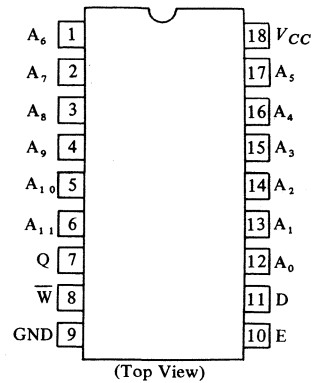 A₆ 1 18 V_CC
A₇ 2 17 A₅
A₈ 3 16 A₄
A₉ 4 15 A₃
A₁₀ 5 14 A₂
A₁₁ 6 13 A₁
Q 7 12 A₀
W̅ 8 11 D
GND 9 10 E
(Top View)